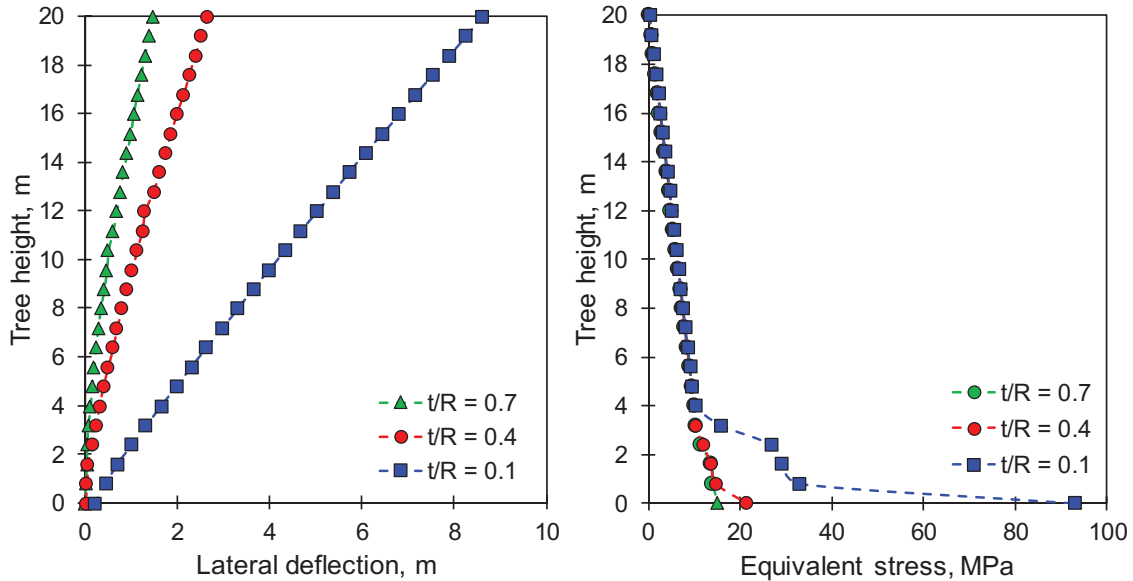 20
18
16
14
12
10
8
6
4
2
0
Tree height, m
0 2 4 6 8 10
Lateral deflection, m
t/R = 0.7
t/R = 0.4
t/R = 0.1
20
18
16
14
12
10
8
6
4
2
0
Tree height, m
0 20 40 60 80 100
Equivalent stress, MPa
t/R = 0.7
t/R = 0.4
t/R = 0.1